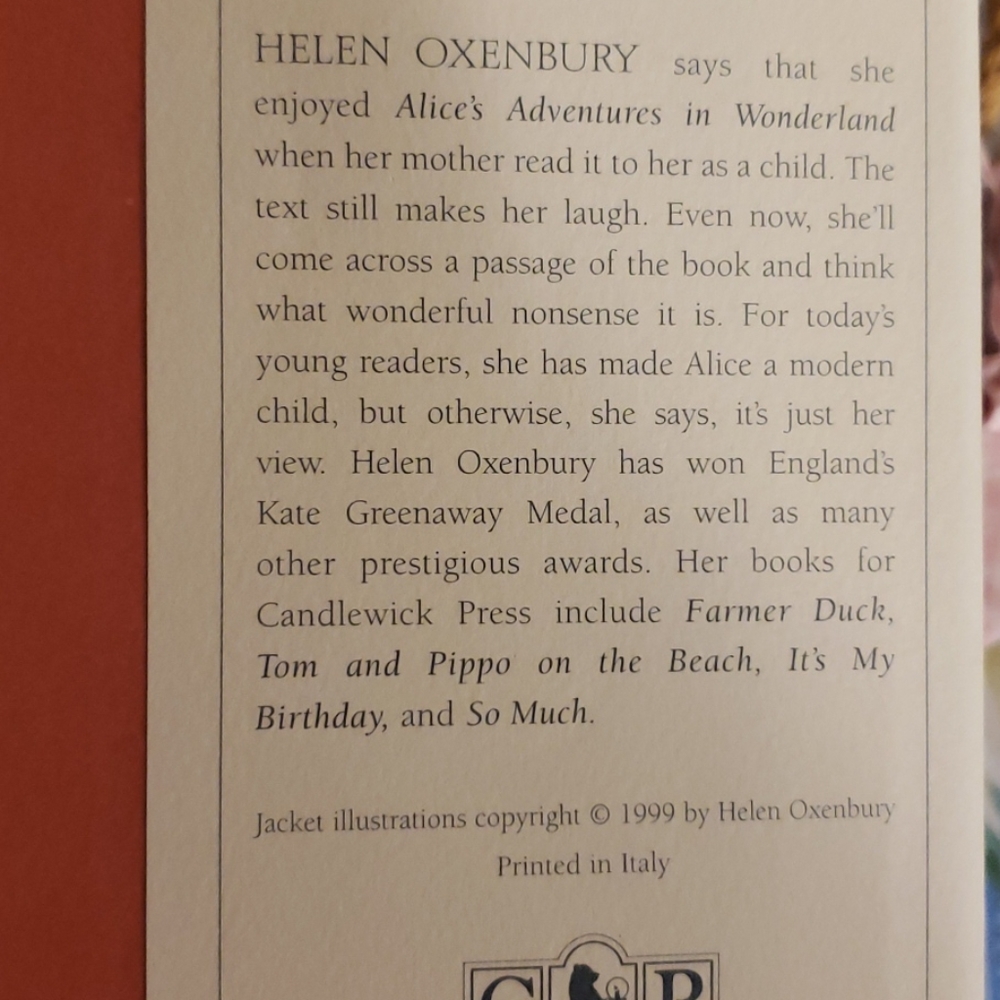 HELEN OXENBURY says that she
enjoyed Alice's Adventures in Wonderland
when her mother read it to her as a child. The
text still makes her laugh. Even now, she'll
come across a passage of the book and think
what wonderful nonsense it is. For today's
young readers, she has made Alice a modern
child, but otherwise, she says, it's just her
view. Helen Oxenbury has won England's
Kate Greenaway Medal, as well as many
other prestigious awards. Her books for
Candlewick Press include Farmer Duck,
Tom and Pippo on the Beach, It's My
Birthday, and So Much.
Jacket illustrations copyright © 1999 by Helen Oxenbury
Printed in Italy
C P